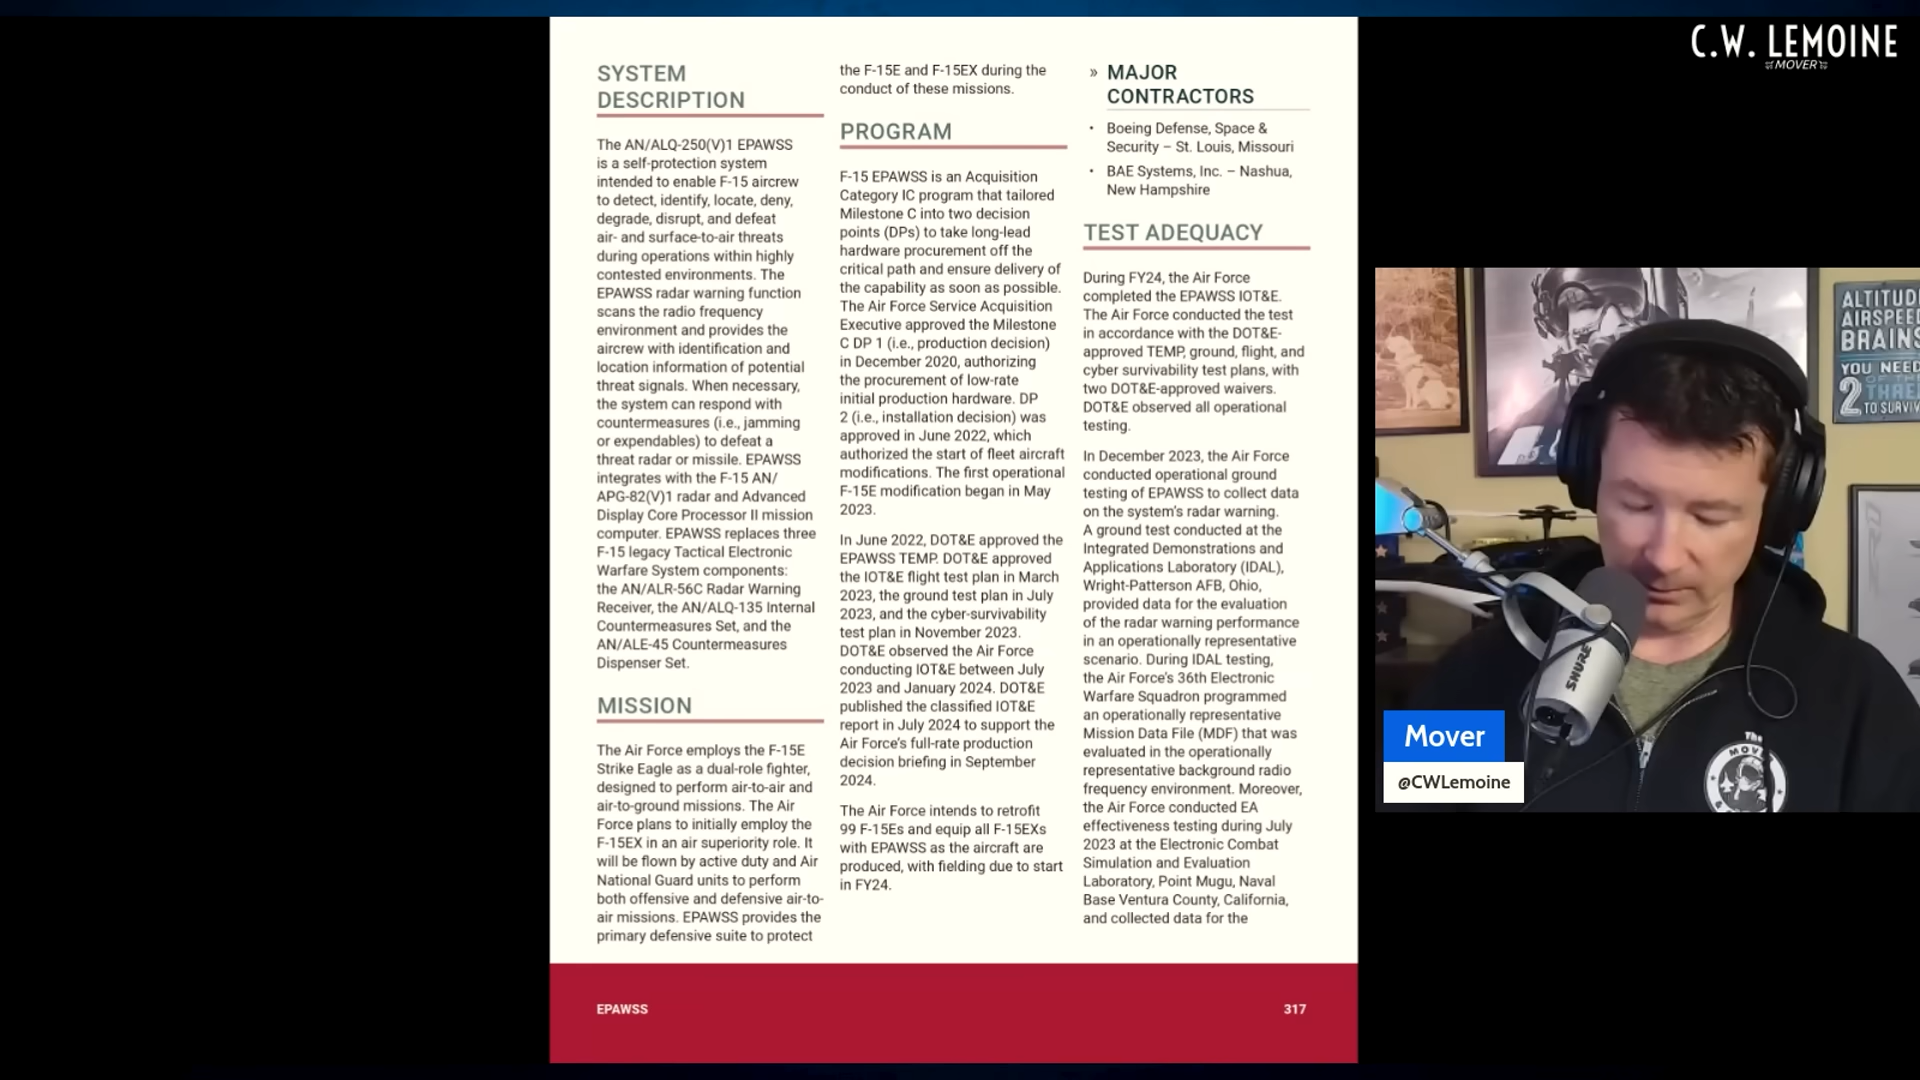 SYSTEM
DESCRIPTION
The AN/ALQ-250(V)1 EPAWSS
is a self-protection system
intended to enable F-15 aircrew
to detect, identify, locate, deny,
degrade, disrupt, and defeat
air- and surface-to-air threats
during operations within highly
contested environments. The
EPAWSS radar warning function
scans the radio frequency
environment and provides the
aircrew with identification and
location information of potential
threat signals. When necessary,
the system can respond with
countermeasures (i.e., jamming
or expendables) to defeat a
threat radar or missile. EPAWSS
integrates with the F-15 AN/
APG-82(V)1 radar and Advanced
Display Core Processor II mission
computer. EPAWSS replaces three
F-15 legacy Tactical Electronic
Warfare System components:
the AN/ALR-56C Radar Warning
Receiver, the AN/ALQ-135 Internal
Countermeasures Set, and the
AN/ALE-45 Countermeasures
Dispenser Set.
MISSION
The Air Force employs the F-15E
Strike Eagle as a dual-role fighter,
designed to perform air-to-air and
air-to-ground missions. The Air
Force plans to initially employ the
F-15EX in an air superiority role. It
will be flown by active duty and Air
National Guard units to perform
both offensive and defensive air-to-
air missions. EPAWSS provides the
primary defensive suite to protect
the F-15E and F-15EX during the
conduct of these missions.
PROGRAM
F-15 EPAWSS is an Acquisition
Category IC program that tailored
Milestone C into two decision
points (DPs) to take long-lead
hardware procurement off the
critical path and ensure delivery of
the capability as soon as possible.
The Air Force Service Acquisition
Executive approved the Milestone
C DP 1 (i.e., production decision)
in December 2020, authorizing
the procurement of low-rate
initial production hardware. DP
2 (i.e., installation decision) was
approved in June 2022, which
authorized the start of fleet aircraft
modifications. The first operational
F-15E modification began in May
2023.
In June 2022, DOT&E approved the
EPAWSS TEMP. DOT&E approved
the IOT&E flight test plan in March
2023, the ground test plan in July
2023, and the cyber-survivability
test plan in November 2023.
DOT&E observed the Air Force
conducting IOT&E between July
2023 and January 2024. DOT&E
published the classified IOT&E
report in July 2024 to support the
Air Force's full-rate production
decision briefing in September
2024.
The Air Force intends to retrofit
99 F-15Es and equip all F-15EXs
with EPAWSS as the aircraft are
produced, with fielding due to start
in FY24.
» MAJOR
CONTRACTORS
• Boeing Defense, Space &
Security – St. Louis, Missouri
• BAE Systems, Inc. – Nashua,
New Hampshire
TEST ADEQUACY
During FY24, the Air Force
completed the EPAWSS IOT&E.
The Air Force conducted the test
in accordance with the DOT&E-
approved TEMP, ground, flight, and
cyber survivability test plans, with
two DOT&E-approved waivers.
DOT&E observed all operational
testing.
In December 2023, the Air Force
conducted operational ground
testing of EPAWSS to collect data
on the system's radar warning.
A ground test conducted at the
Integrated Demonstrations and
Applications Laboratory (IDAL),
Wright-Patterson AFB, Ohio,
provided data for the evaluation
of the radar warning performance
in an operationally representative
scenario. During IDAL testing,
the Air Force's 36th Electronic
Warfare Squadron programmed
an operationally representative
Mission Data File (MDF) that was
evaluated in the operationally
representative background radio
frequency environment. Moreover,
the Air Force conducted EA
effectiveness testing during July
2023 at the Electronic Combat
Simulation and Evaluation
Laboratory, Point Mugu, Naval
Base Ventura County, California,
and collected data for the
EPAWSS
317
C.W. LEMOINE
MOVER
ALTITUD
AIRSPEE
BRAINS
YOU NEED
2 OF THE
THREE
TO SURVIV
SHURE
The
MOV
Mover
@CWLemoine